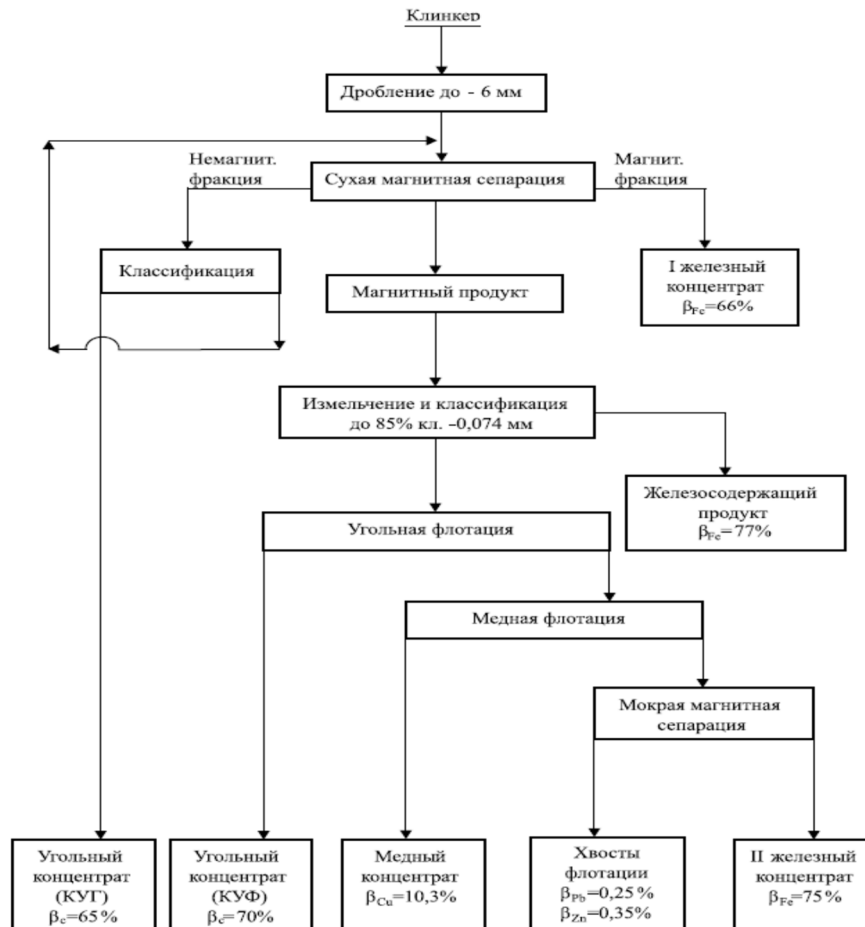 Клинкер
Дробление до - 6 мм
Немагнит.
фракция
Сухая магнитная сепарация
Магнит.
фракция
Классификация
Магнитный продукт
I железный
концентрат
βFe=66%
Измельчение и классификация
до 85% кл. -0,074 мм
Железосодержащий
продукт
βFe=77%
Угольная флотация
Медная флотация
Мокрая магнитная
сепарация
Угольный
концентрат
(КУГ)
βc=65%
Угольный
концентрат
(КУФ)
βc=70%
Медный
концентрат
βCu=10,3%
Хвосты
флотации
βPb=0,25%
βZn=0,35%
II железный
концентрат
βFe=75%